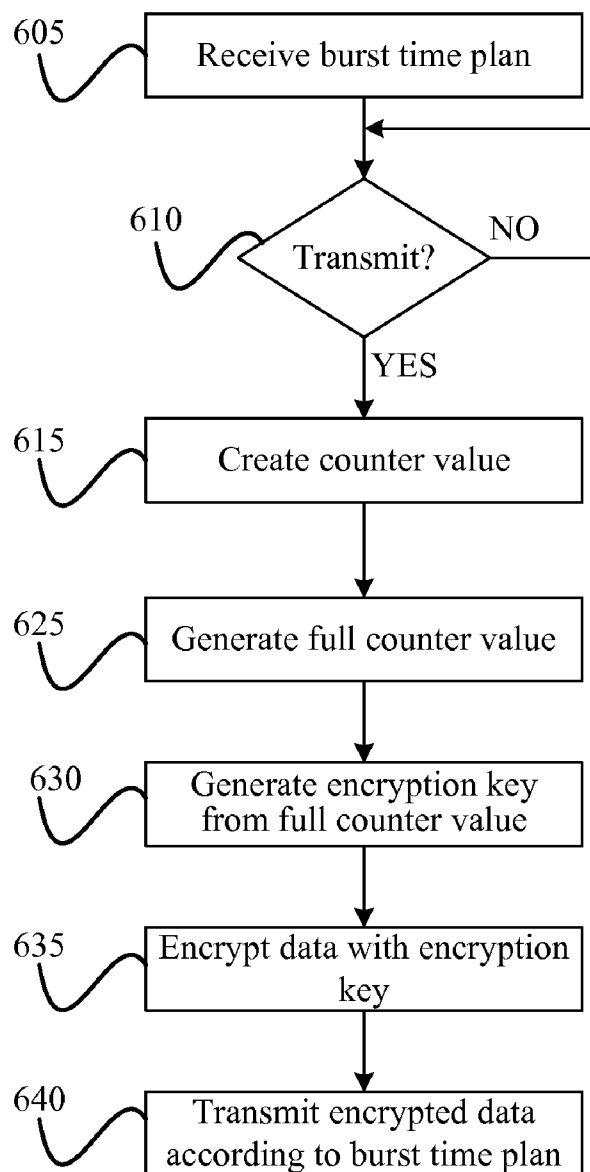 605
Receive burst time plan
610
Transmit?
NO
YES
615
Create counter value
625
Generate full counter value
630
Generate encryption key
from full counter value
635
Encrypt data with encryption
key
640
Transmit encrypted data
according to burst time plan